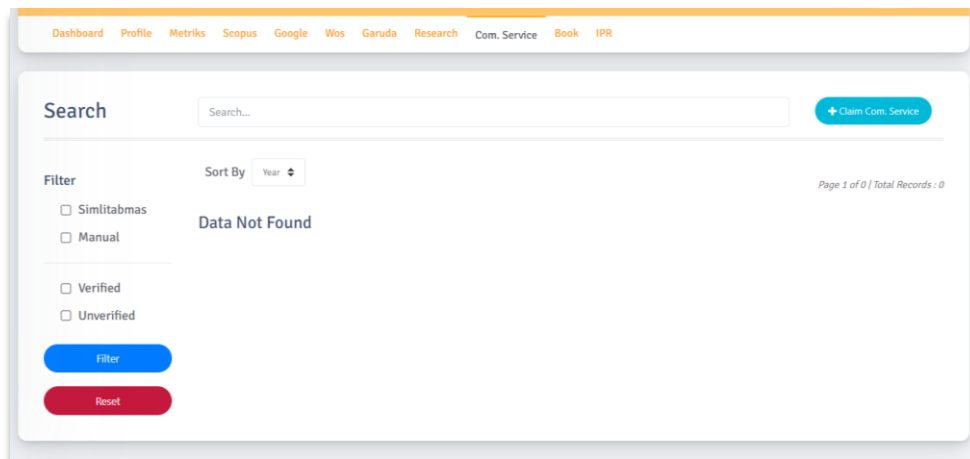 Dashboard Profile Metriks Scopus Google Wos Garuda Research Com. Service Book IPR
Search
Search...
+ Claim Com. Service
Sort By Year
Page 1 of 0 | Total Records : 0
Filter
Simlitabmas
Manual
Data Not Found
Verified
Unverified
Filter
Reset